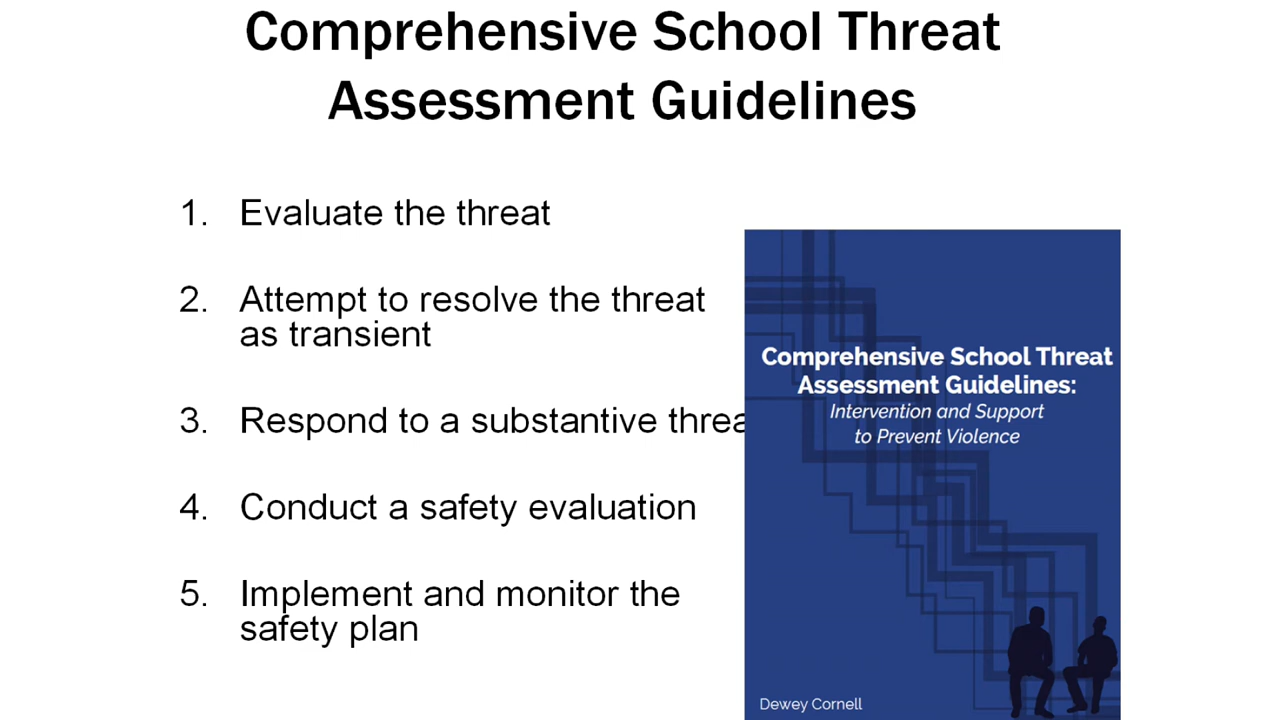 Comprehensive School Threat
Assessment Guidelines
1. Evaluate the threat
2. Attempt to resolve the threat
as transient
3. Respond to a substantive threa
4. Conduct a safety evaluation
5. Implement and monitor the
safety plan
Comprehensive School Threat
Assessment Guidelines:
Intervention and Support
to Prevent Violence
Dewey Cornell